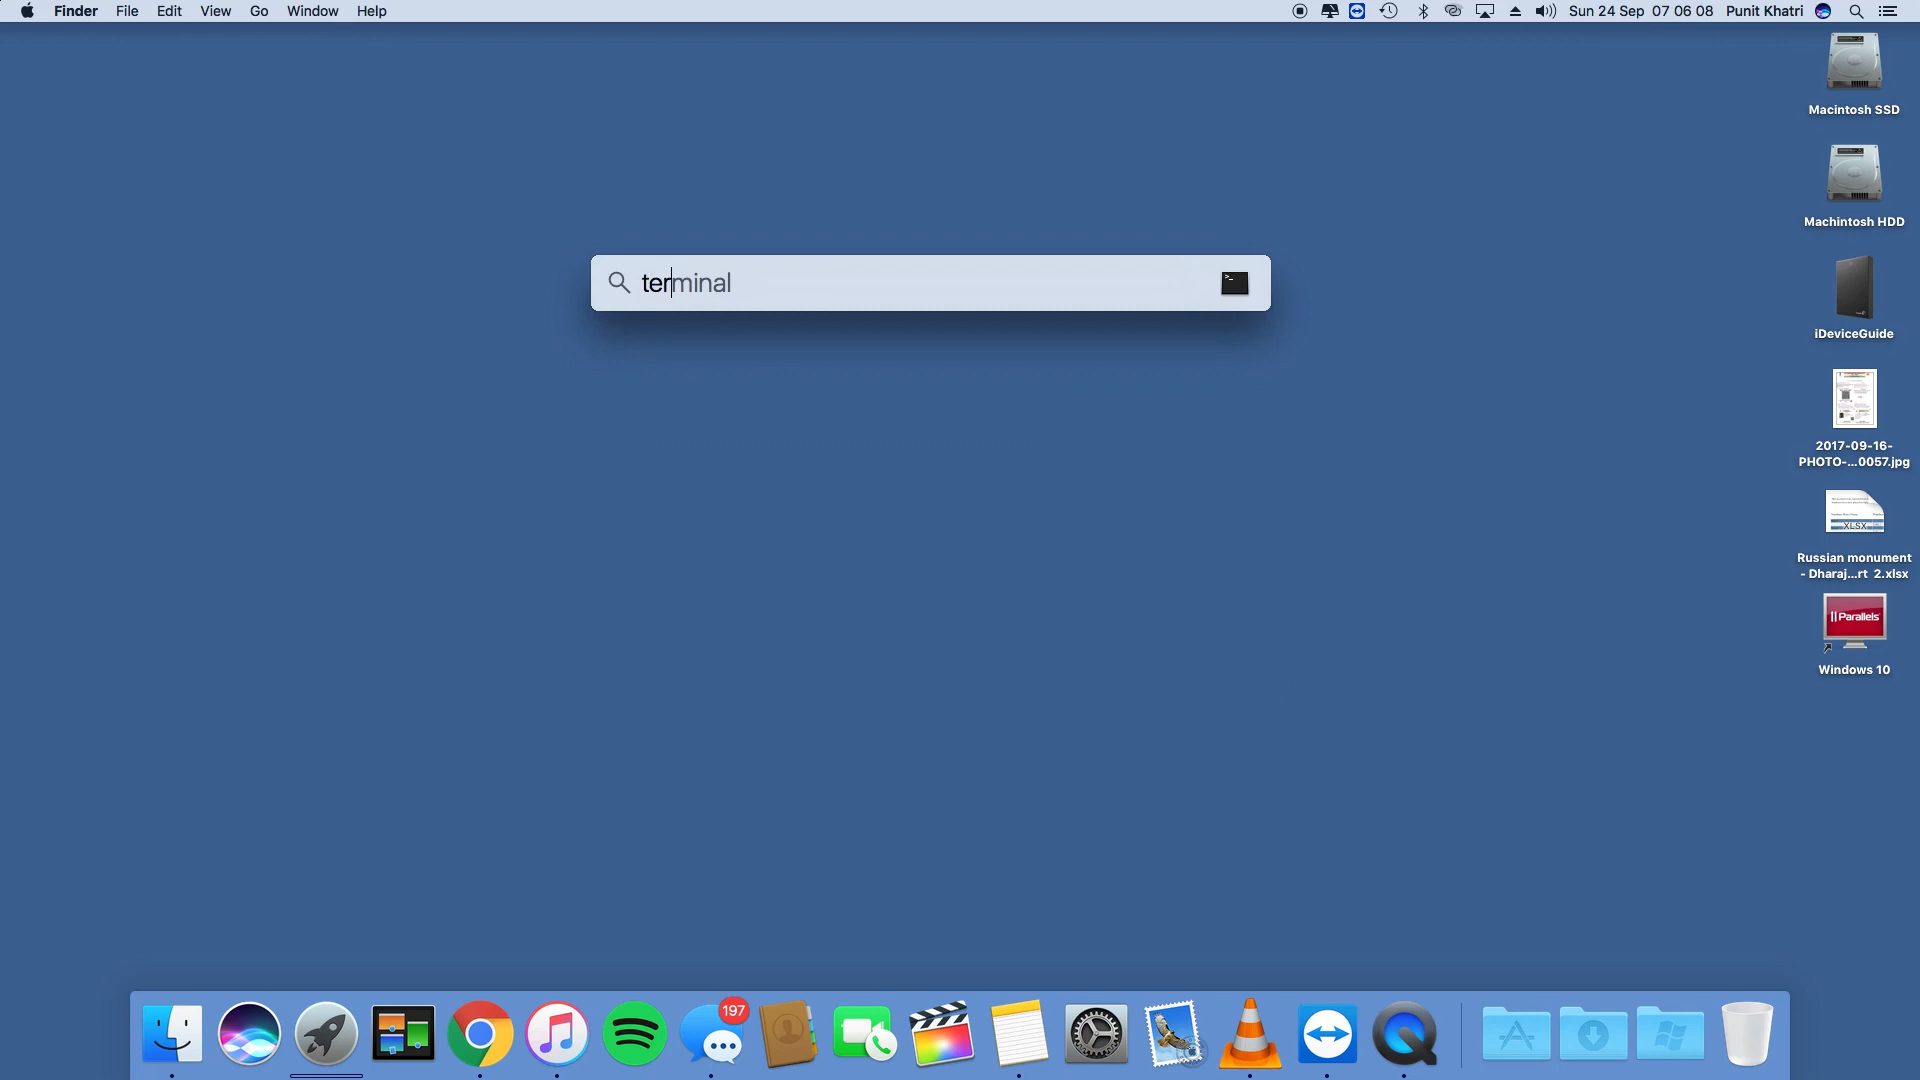 Finder File Edit View Go Window Help Sun 24 Sep 07 06 08 Punit Khatri
Macintosh SSD
Machintosh HDD
terminal
iDeviceGuide
2017-09-16-
PHOTO-...0057.jpg
XLSX
Russian monument
- Dharaj...rt 2.xlsx
Parallels
Windows 10
197